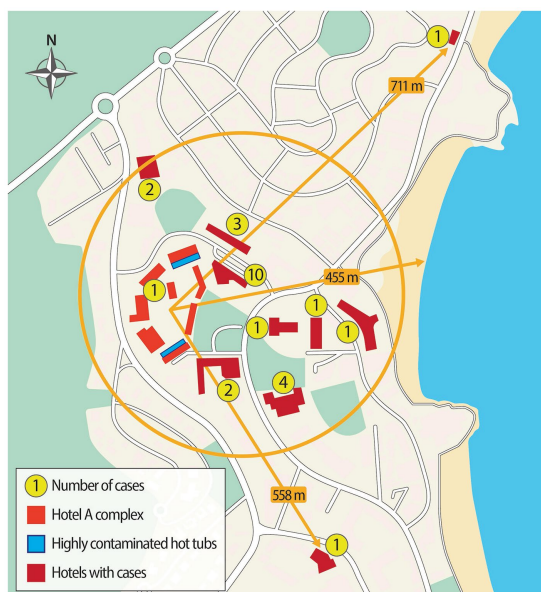 N
1
711 m
2
3
10
455 m
1
1
1
1
2
4
558 m
1
1 Number of cases
Hotel A complex
Highly contaminated hot tubs
Hotels with cases